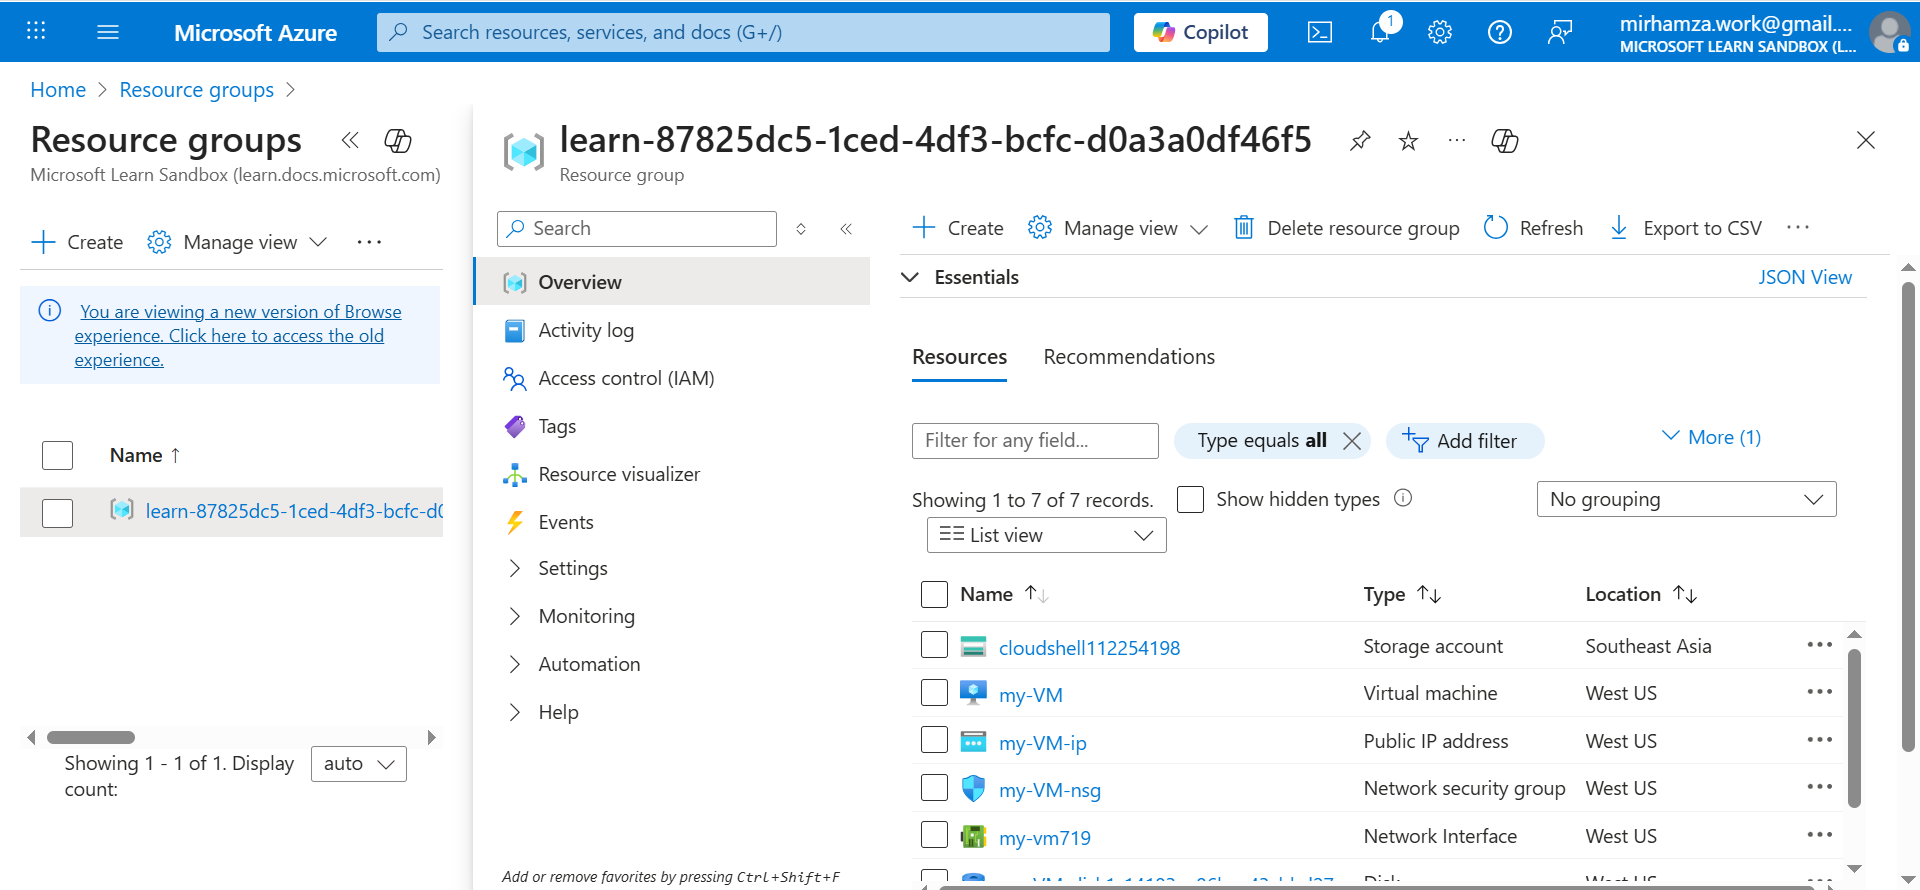 Microsoft Azure
Search resources, services, and docs (G+/)
Copilot
1
mirhamza.work@gmail....
MICROSOFT LEARN SANDBOX (L...
Home > Resource groups >
Resource groups
Microsoft Learn Sandbox (learn.docs.microsoft.com)
Create
Manage view
You are viewing a new version of Browse
experience. Click here to access the old
experience.
Name ↑
learn-87825dc5-1ced-4df3-bcfc-d0
Showing 1 - 1 of 1. Display
count:
auto
learn-87825dc5-1ced-4df3-bcfc-d0a3a0df46f5
Resource group
Search
Overview
Activity log
Access control (IAM)
Tags
Resource visualizer
Events
Settings
Monitoring
Automation
Help
Add or remove favorites by pressing Ctrl+Shift+F
Create
Manage view
Delete resource group
Refresh
Export to CSV
Essentials
JSON View
Resources
Recommendations
Filter for any field...
Type equals all
Add filter
More (1)
Showing 1 to 7 of 7 records.
Show hidden types
No grouping
List view
Name ↑↓ Type ↑↓ Location ↑↓
cloudshell112254198 Storage account Southeast Asia
my-VM Virtual machine West US
my-VM-ip Public IP address West US
my-VM-nsg Network security group West US
my-vm719 Network Interface West US